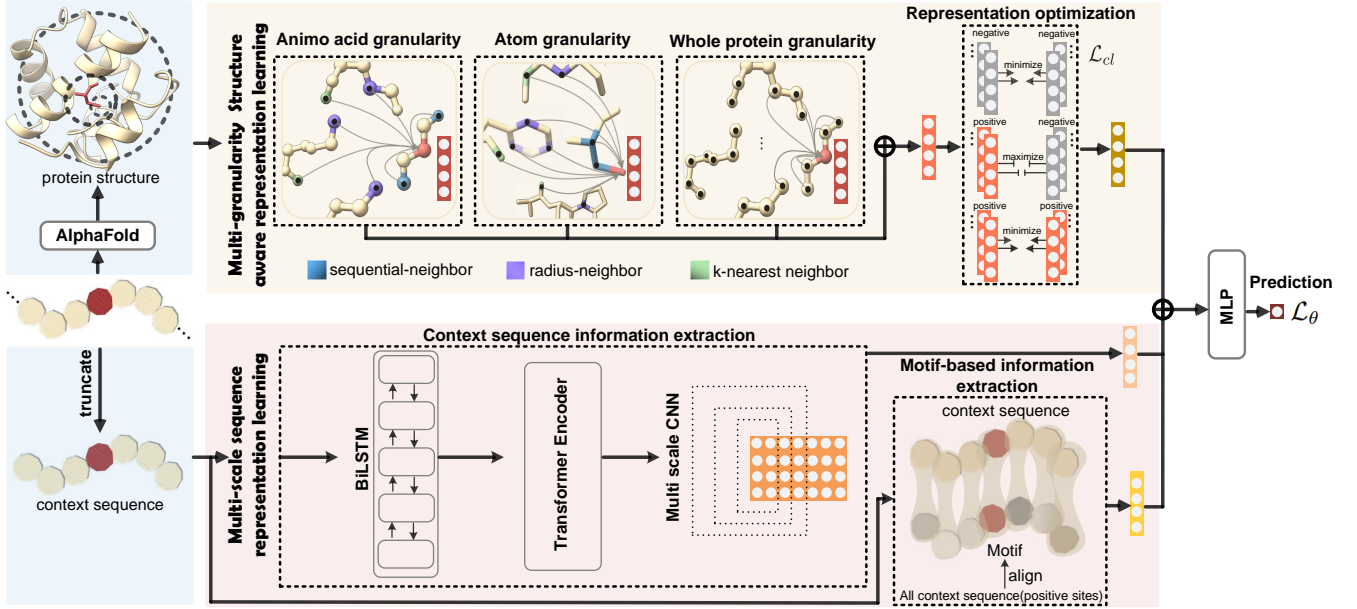 protein structure
AlphaFold
truncate
context sequence
Multi-granularity Structure
aware representation learning
Animo acid granularity
Atom granularity
Whole protein granularity
sequential-neighbor
radius-neighbor
k-nearest neighbor
Representation optimization
negative
negative
minimize
positive
negative
maximize
positive
positive
minimize
ℒcl
Multi-scale sequence
representation learning
Context sequence information extraction
BiLSTM
Transformer Encoder
Multi scale CNN
Motif-based information
extraction
context sequence
Motif
align
All context sequence(positive sites)
MLP
Prediction
ℒθ